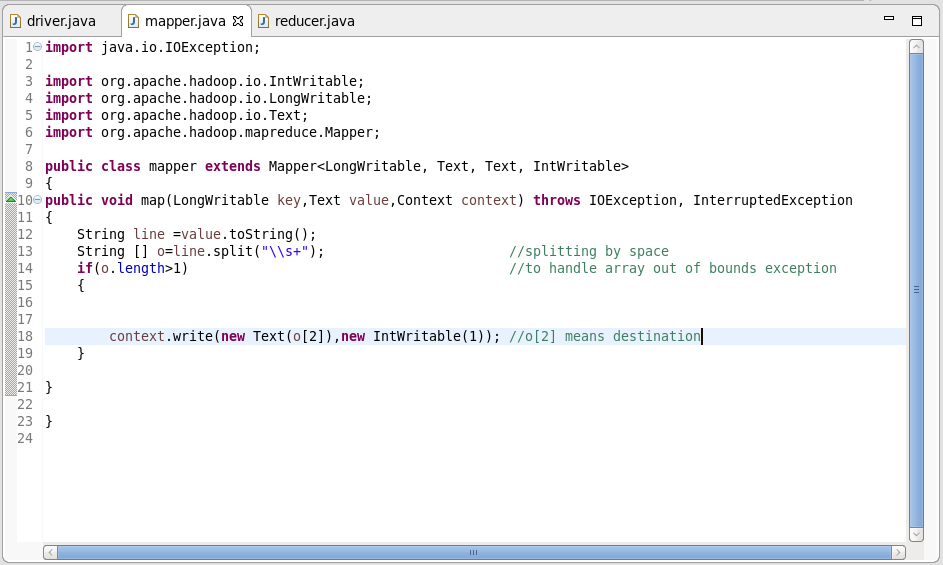 driver.java mapper.java reducer.java
1 import java.io.IOException;
2
3 import org.apache.hadoop.io.IntWritable;
4 import org.apache.hadoop.io.LongWritable;
5 import org.apache.hadoop.io.Text;
6 import org.apache.hadoop.mapreduce.Mapper;
7
8 public class mapper extends Mapper<LongWritable, Text, Text, IntWritable>
9 {
10 public void map(LongWritable key,Text value,Context context) throws IOException, InterruptedException
11 {
12     String line =value.toString();
13     String [] o=line.split("\\s+");                       //splitting by space
14     if(o.length>1)                                        //to handle array out of bounds exception
15     {
16
17
18         context.write(new Text(o[2]),new IntWritable(1)); //o[2] means destination
19     }
20
21 }
22
23 }
24